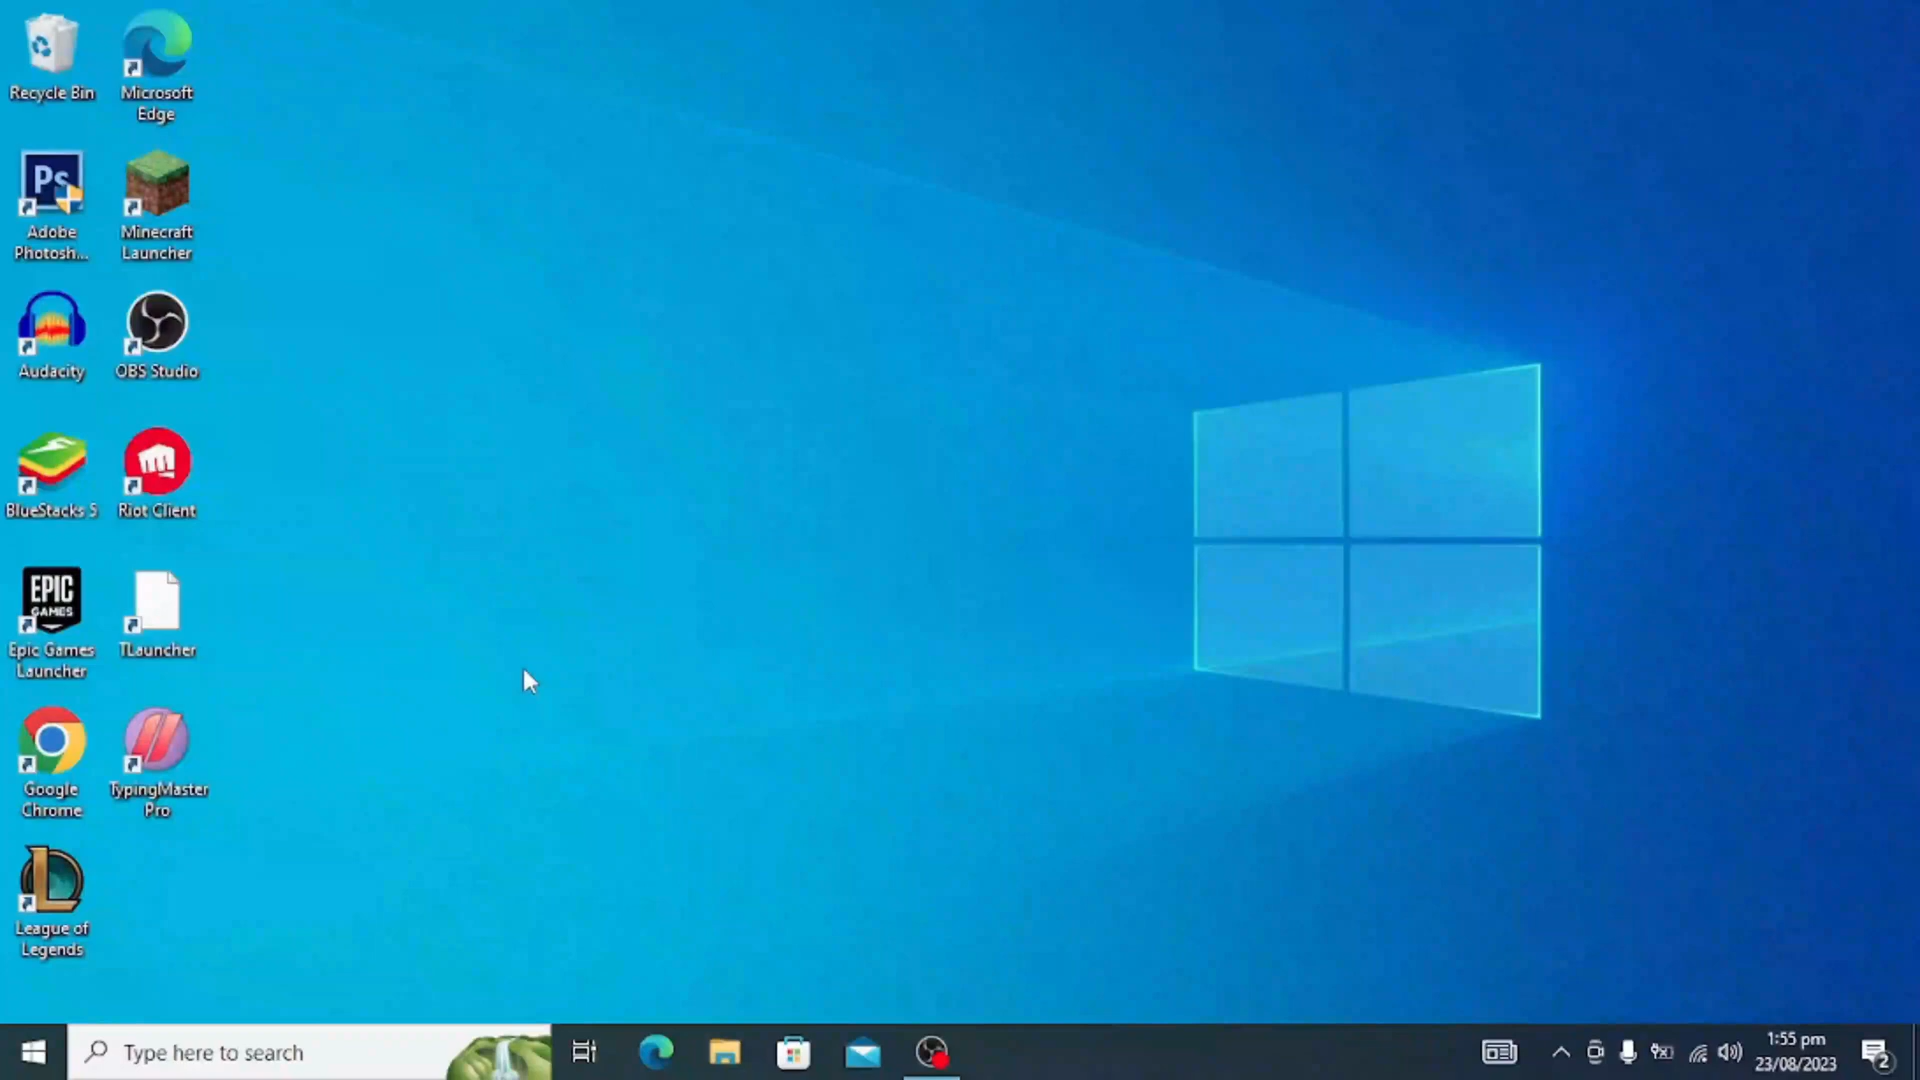 Recycle Bin
Microsoft
Edge
Ps
Adobe
Photosh...
Minecraft
Launcher
Audacity
OBS Studio
BlueStacks 5
Riot Client
EPIC
GAMES
Epic Games
Launcher
TLauncher
Google
Chrome
TypingMaster
Pro
League of
Legends
Type here to search
1:55 pm
23/08/2023
2